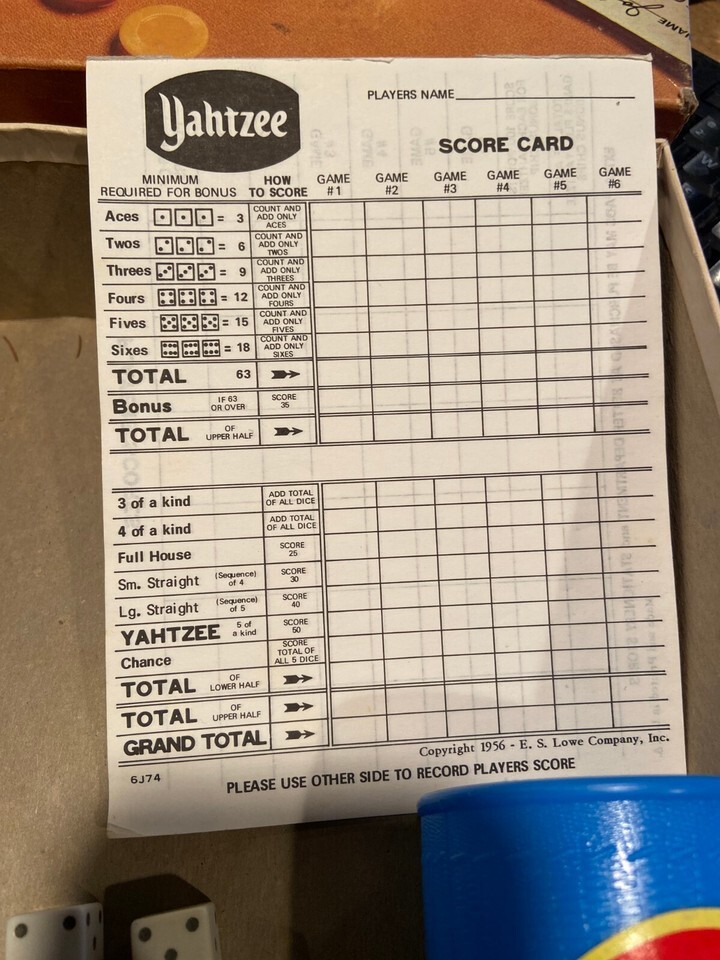 Yahtzee
PLAYERS NAME
SCORE CARD
MINIMUM
REQUIRED FOR BONUS
HOW
TO SCORE
GAME
#1
GAME
#2
GAME
#3
GAME
#4
GAME
#5
GAME
#6
Aces = 3 COUNT AND
ADD ONLY
ACES
Twos = 6 COUNT AND
ADD ONLY
TWOS
Threes = 9 COUNT AND
ADD ONLY
THREES
Fours = 12 COUNT AND
ADD ONLY
FOURS
Fives = 15 COUNT AND
ADD ONLY
FIVES
Sixes = 18 COUNT AND
ADD ONLY
SIXES
TOTAL 63
Bonus IF 63
OR OVER
SCORE
35
TOTAL OF
UPPER HALF
3 of a kind ADD TOTAL
OF ALL DICE
4 of a kind ADD TOTAL
OF ALL DICE
Full House SCORE
25
Sm. Straight (Sequence)
of 4
SCORE
30
Lg. Straight (Sequence)
of 5
SCORE
40
YAHTZEE 5 of
a kind
SCORE
50
Chance SCORE
TOTAL OF
ALL 5 DICE
TOTAL OF
LOWER HALF
TOTAL OF
UPPER HALF
GRAND TOTAL
Copyright 1956 - E. S. Lowe Company, Inc.
6J74
PLEASE USE OTHER SIDE TO RECORD PLAYERS SCORE